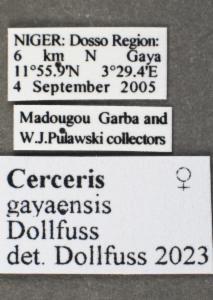 NIGER: Dosso Region:
6 km N Gaya
11°55.9'N 3°29.4'E
4 September 2005
Madougou Garba and
W.J.Pulawski collectors
Cerceris ♀
gayaensis
Dollfuss
det. Dollfuss 2023